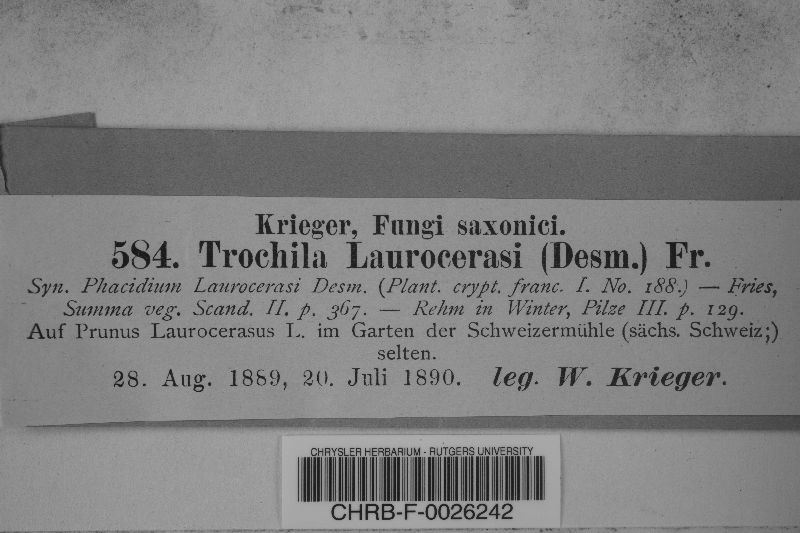 Krieger, Fungi saxonici.
584. Trochila Laurocerasi (Desm.) Fr.
Syn. Phacidium Laurocerasi Desm. (Plant. crypt. franc. I. No. 188.) — Fries,
Summa veg. Scand. II. p. 367. — Rehm in Winter, Pilze III. p. 129.
Auf Prunus Laurocerasus L. im Garten der Schweizermühle (sächs. Schweiz;)
selten.
28. Aug. 1889, 20. Juli 1890. leg. W. Krieger.
CHRYSLER HERBARIUM - RUTGERS UNIVERSITY
CHRB-F-0026242